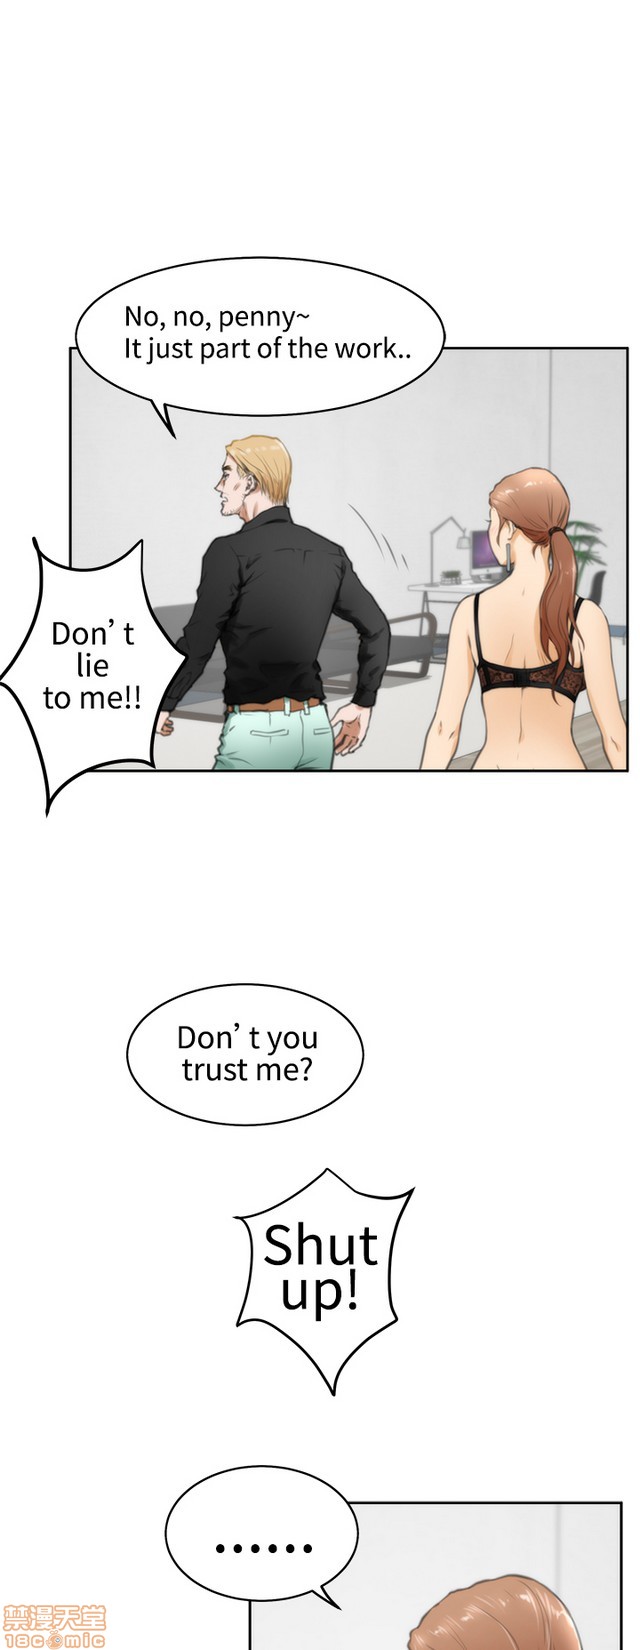 No, no, penny~
It just part of the work..
Don't
lie
to me!!
Don't you
trust me?
Shut
up!
......
禁漫天堂
18comic